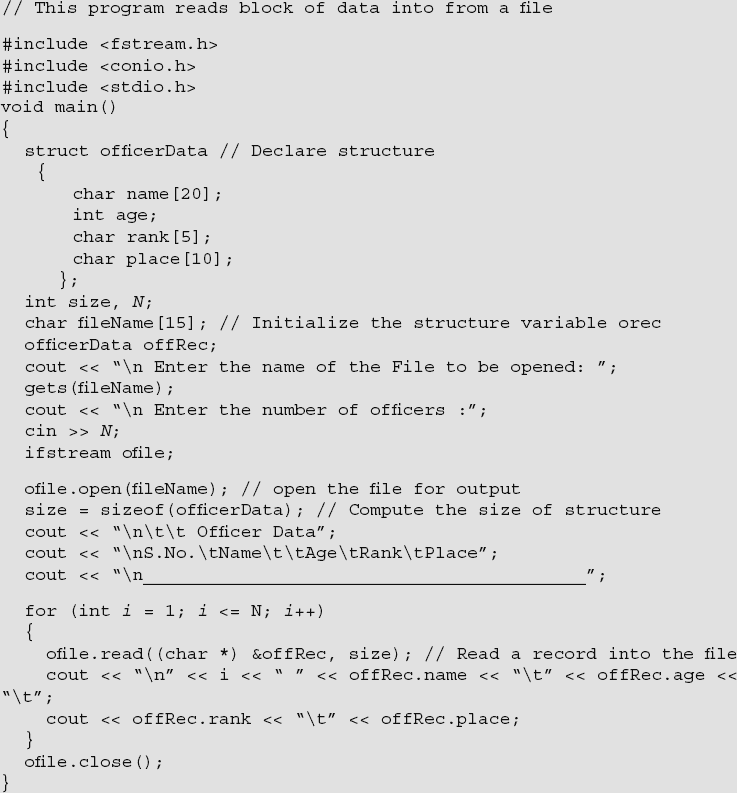 // This program reads block of data into from a file
#include <fstream.h>
#include <conio.h>
#include <stdio.h>
void main()
{
struct officerData // Declare structure
{
char name[20];
int age;
char rank[5];
char place[10];
};
int size, N;
char fileName[15]; // Initialize the structure variable orec
officerData offRec;
cout << “\n Enter the name of the File to be opened: ”;
gets(fileName);
cout << “\n Enter the number of officers :”;
cin >> N;
ifstream ofile;
ofile.open(fileName); // open the file for output
size = sizeof(officerData); // Compute the size of structure
cout << “\n\t\t Officer Data”;
cout << “\nS.No.\tName\t\tAge\tRank\tPlace”;
cout << “\n____________________________________________”;
for (int i = 1; i <= N; i++)
{
ofile.read((char *) &offRec, size); // Read a record into the file
cout << “\n” << i << “ ” << offRec.name << “\t” << offRec.age <<
“\t”;
cout << offRec.rank << “\t” << offRec.place;
}
ofile.close();
}